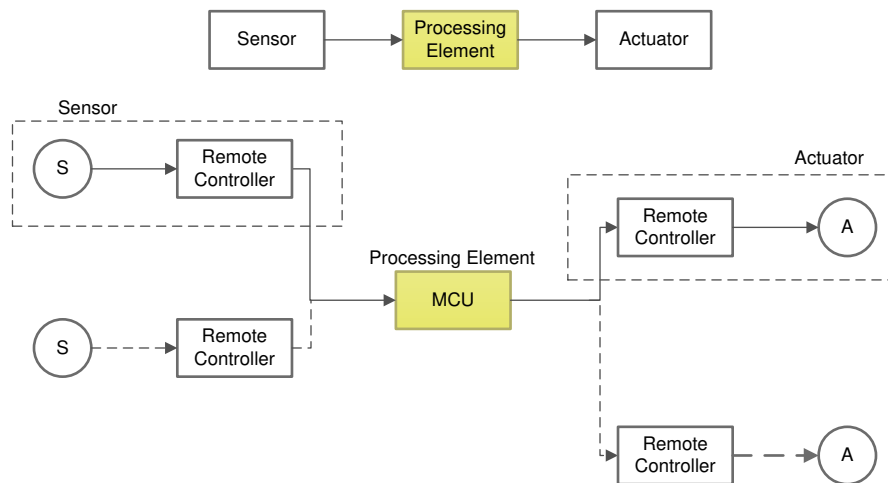 Sensor
Processing
Element
Actuator
Sensor
S
Remote
Controller
Actuator
Remote
Controller
A
Processing Element
MCU
S
Remote
Controller
Remote
Controller
A